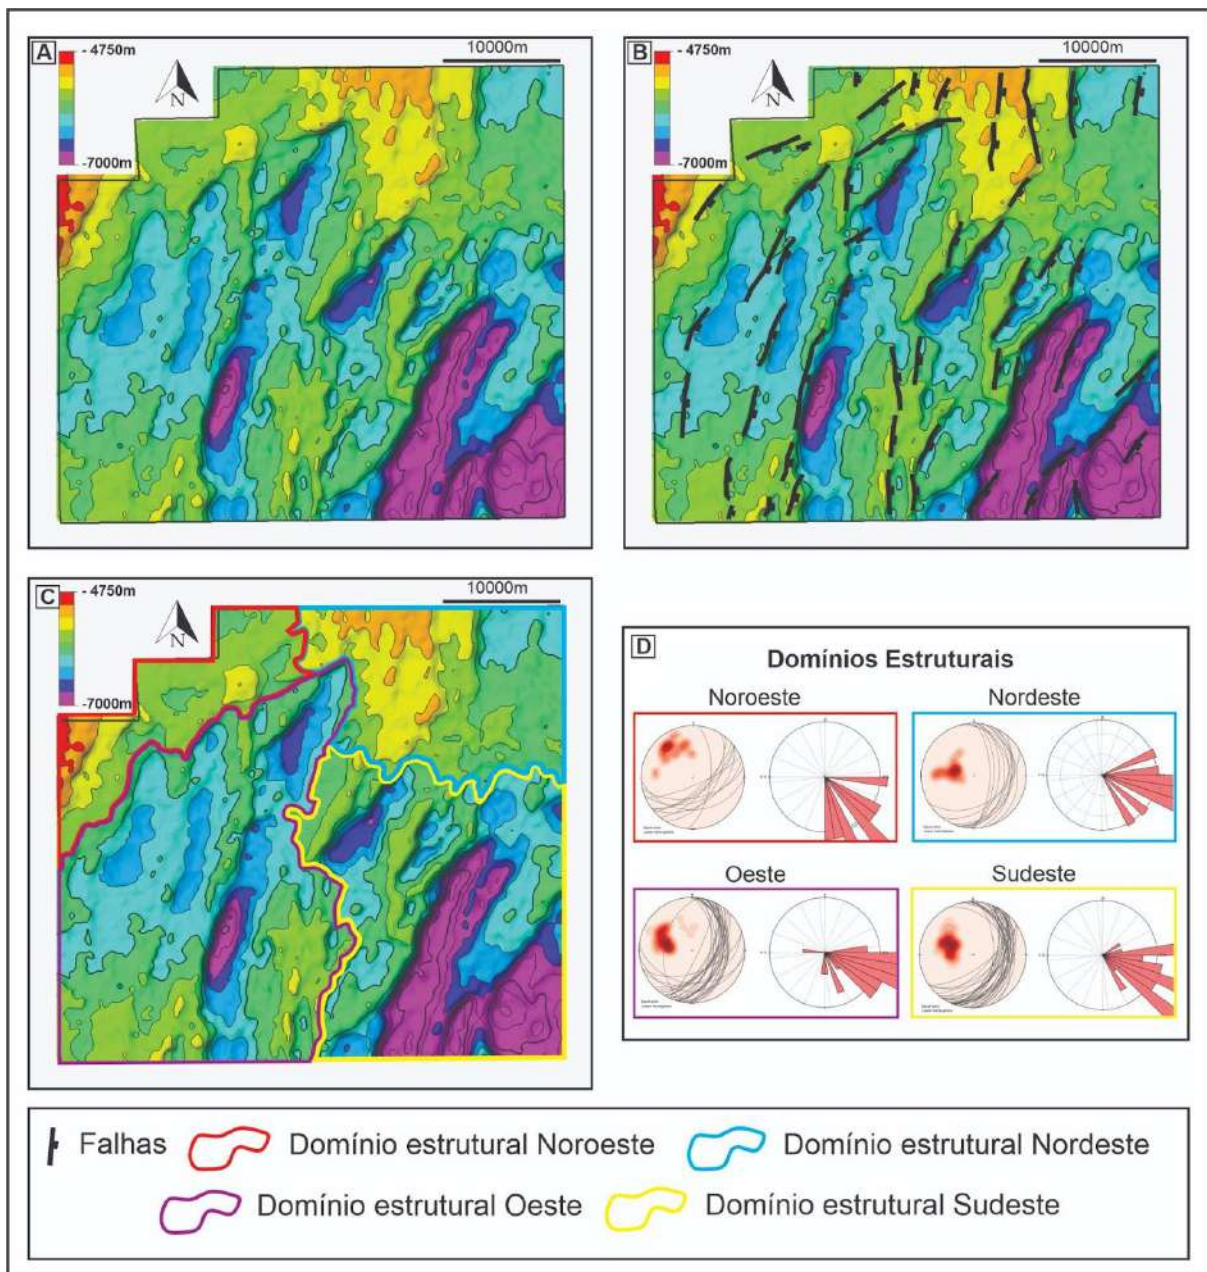 A
- 4750m
-7000m
N
10000m
B
- 4750m
-7000m
N
10000m
C
- 4750m
-7000m
N
10000m
D
Domínios Estruturais
Noroeste
Nordeste
Oeste
Sudeste
Falhas
Domínio estrutural Noroeste
Domínio estrutural Nordeste
Domínio estrutural Oeste
Domínio estrutural Sudeste